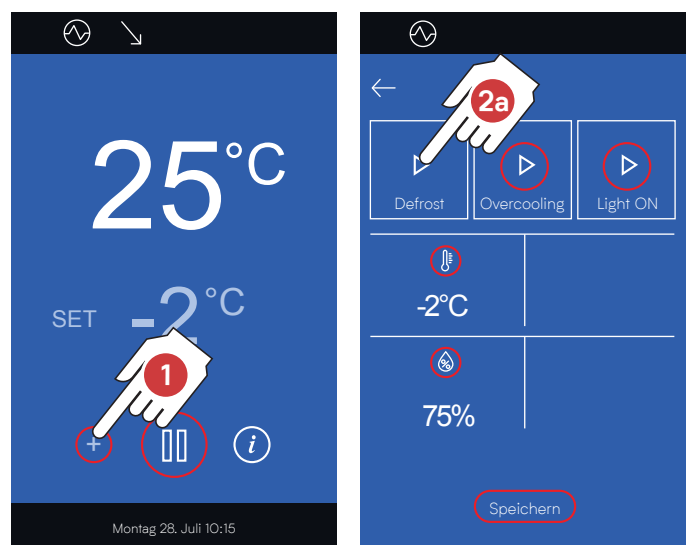 25°C
SET -2°C
1
+
i
Montag 28. Juli 10:15
2a
Defrost Overcooling Light ON
-2°C
%
75%
Speichern